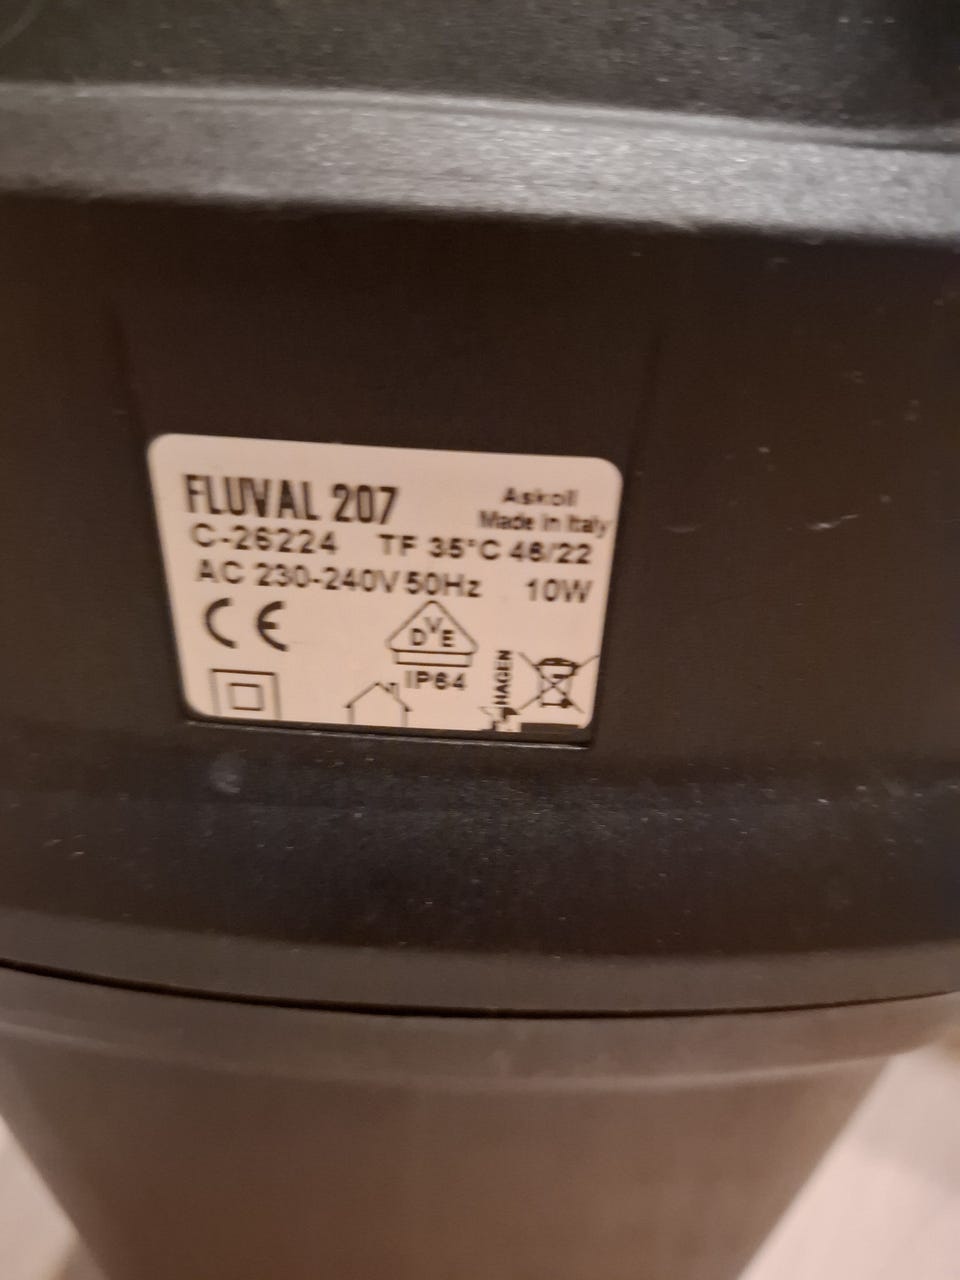 FLUVAL 207
Askoll
Made in Italy
C-26224 TF 35°C 46/22
AC 230-240V 50Hz 10W
CE
DVE
IP64
HAGEN